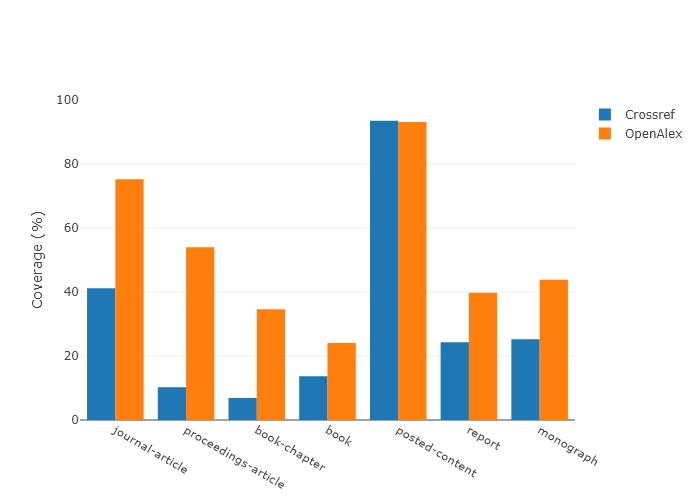 Crossref
OpenAlex
Coverage (%)
100
80
60
40
20
0
journal-article
proceedings-article
book-chapter
book
posted-content
report
monograph